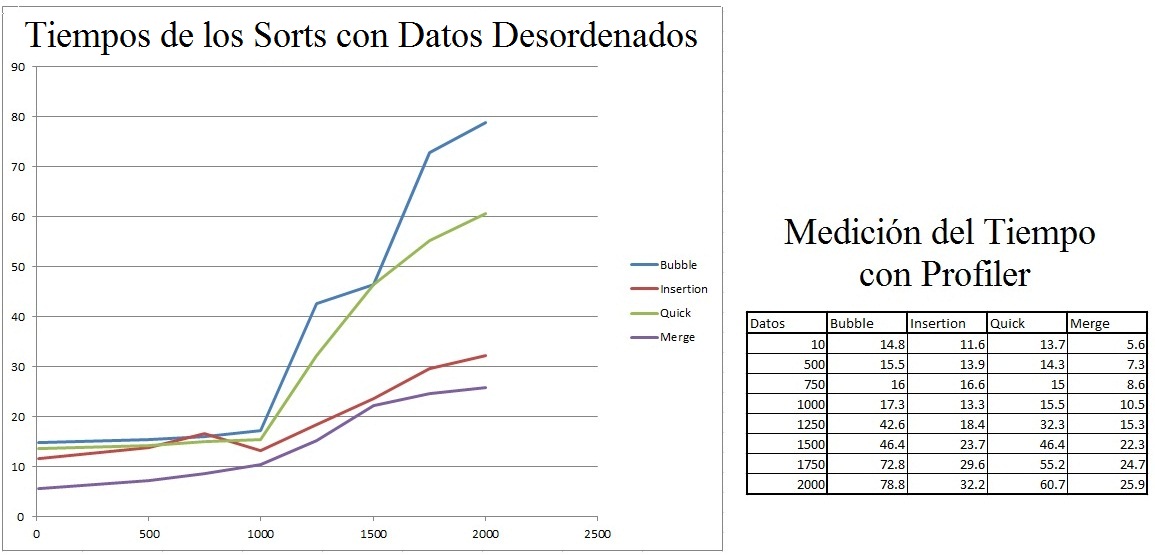 Tiempos de los Sorts con Datos Desordenados
90
80
70
60
50
40
30
20
10
0
0 500 1000 1500 2000 2500
Bubble
Insertion
Quick
Merge
Medición del Tiempo
con Profiler
Datos Bubble Insertion Quick Merge
10 14.8 11.6 13.7 5.6
500 15.5 13.9 14.3 7.3
750 16 16.6 15 8.6
1000 17.3 13.3 15.5 10.5
1250 42.6 18.4 32.3 15.3
1500 46.4 23.7 46.4 22.3
1750 72.8 29.6 55.2 24.7
2000 78.8 32.2 60.7 25.9